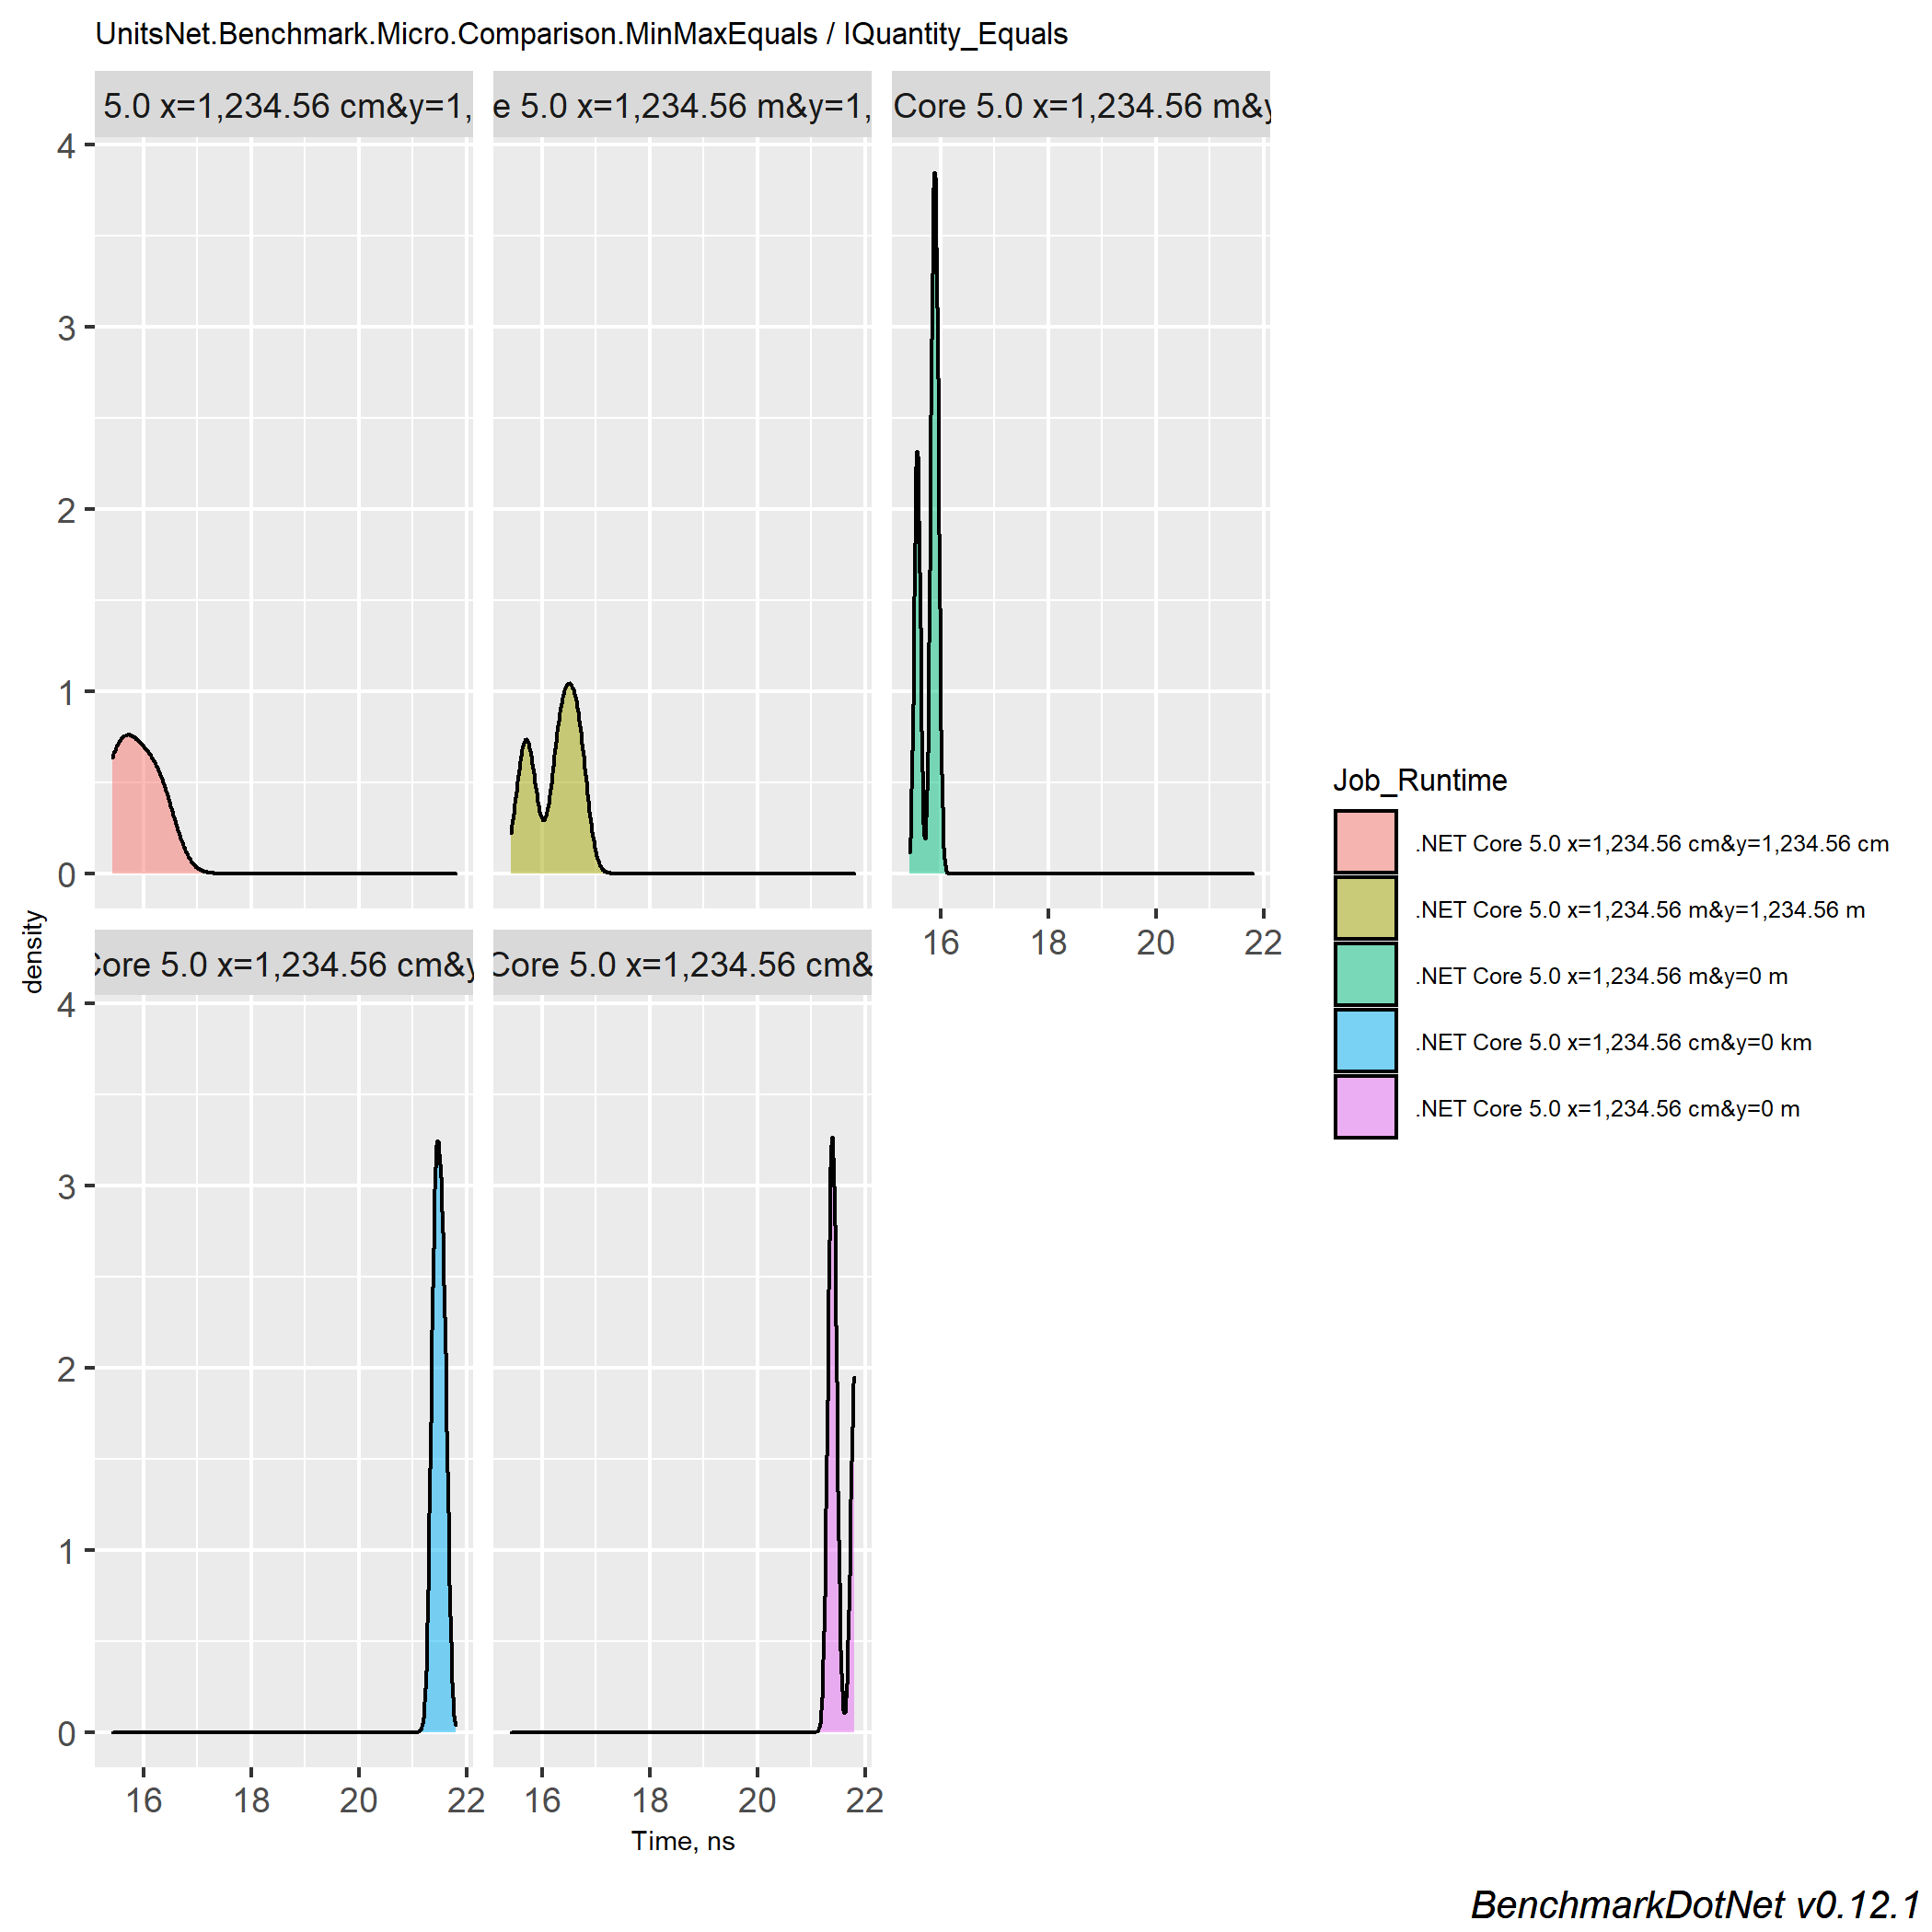 UnitsNet.Benchmark.Micro.Comparison.MinMaxEquals / IQuantity_Equals
5.0 x=1,234.56 cm&y=1,
e 5.0 x=1,234.56 m&y=1,
Core 5.0 x=1,234.56 m&y
4
3
2
1
0
16 18 20 22
density
Core 5.0 x=1,234.56 cm&y
Core 5.0 x=1,234.56 cm&
4
3
2
1
0
16 18 20 22
16 18 20 22
Time, ns
Job_Runtime
.NET Core 5.0 x=1,234.56 cm&y=1,234.56 cm
.NET Core 5.0 x=1,234.56 m&y=1,234.56 m
.NET Core 5.0 x=1,234.56 m&y=0 m
.NET Core 5.0 x=1,234.56 cm&y=0 km
.NET Core 5.0 x=1,234.56 cm&y=0 m
BenchmarkDotNet v0.12.1